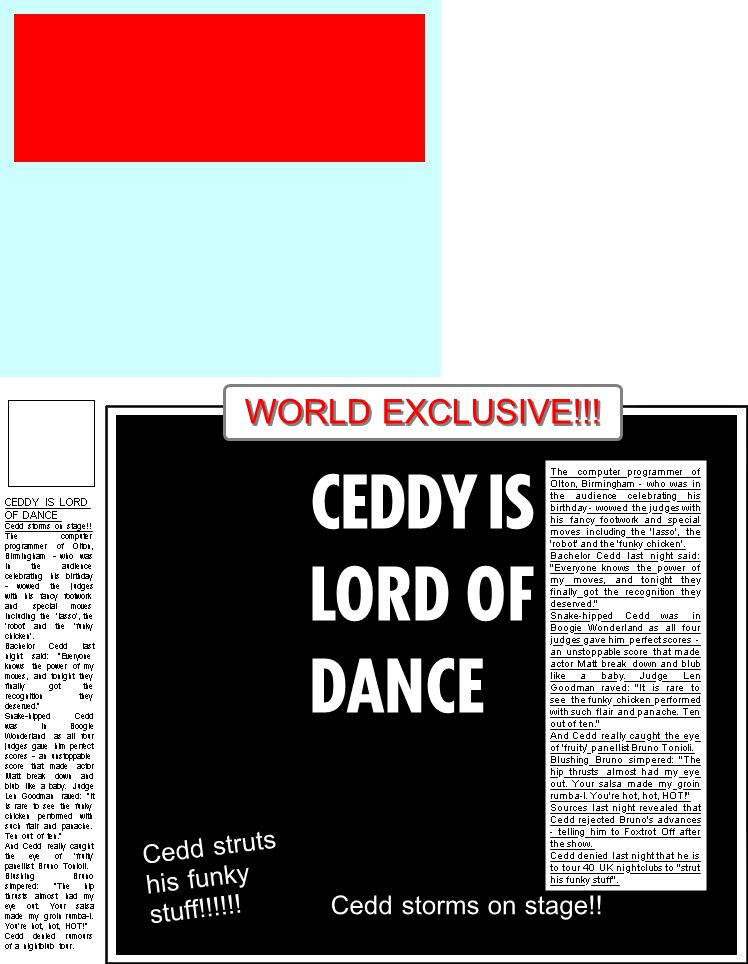 WORLD EXCLUSIVE!!!
CEDDY IS
LORD OF
DANCE
The computer programmer of
Olton, Birmingham - who was in
the audience celebrating his
birthday - wowed the judges with
his fancy footwork and special
moves including the 'lasso', the
'robot' and the 'funky chicken'.
Bachelor Cedd last night said:
"Everyone knows the power of
my moves, and tonight they
finally got the recognition they
deserved."
Snake-hipped Cedd was in
Boogie Wonderland as all four
judges gave him perfect scores -
an unstoppable score that made
actor Matt break down and blub
like a baby. Judge Len
Goodman raved: "It is rare to
see the funky chicken performed
with such flair and panache. Ten
out of ten."
And Cedd really caught the eye
of 'fruity' panellist Bruno Tonioli.
Blushing Bruno simpered: "The
hip thrusts almost had my eye
out. Your salsa made my groin
rumba-l. You're hot, hot, HOT!"
Sources last night revealed that
Cedd rejected Bruno's advances
- telling him to Foxtrot Off after
the show.
Cedd denied last night that he is
to tour 40 UK nightclubs to "strut
his funky stuff".
Cedd struts
his funky
stuff!!!!!!
Cedd storms on stage!!
CEDDY IS LORD
OF DANCE
Cedd storms on stage!!
The computer
programmer of Olton,
Birmingham - who was
in the audience
celebrating his birthday
- wowed the judges
with his fancy footwork
and special moves
including the 'lasso', the
'robot' and the 'funky
chicken'.
Bachelor Cedd last
night said: "Everyone
knows the power of my
moves, and tonight they
finally got the
recognition they
deserved."
Snake-hipped Cedd
was in Boogie
Wonderland as all four
judges gave him perfect
scores - an unstoppable
score that made actor
Matt break down and
blub like a baby. Judge
Len Goodman raved: "It
is rare to see the funky
chicken performed with
such flair and panache.
Ten out of ten."
And Cedd really caught
the eye of 'fruity'
panellist Bruno Tonioli.
Blushing Bruno
simpered: "The hip
thrusts almost had my
eye out. Your salsa
made my groin rumba-l.
You're hot, hot, HOT!"
Cedd denied rumours
of a nightclub tour.